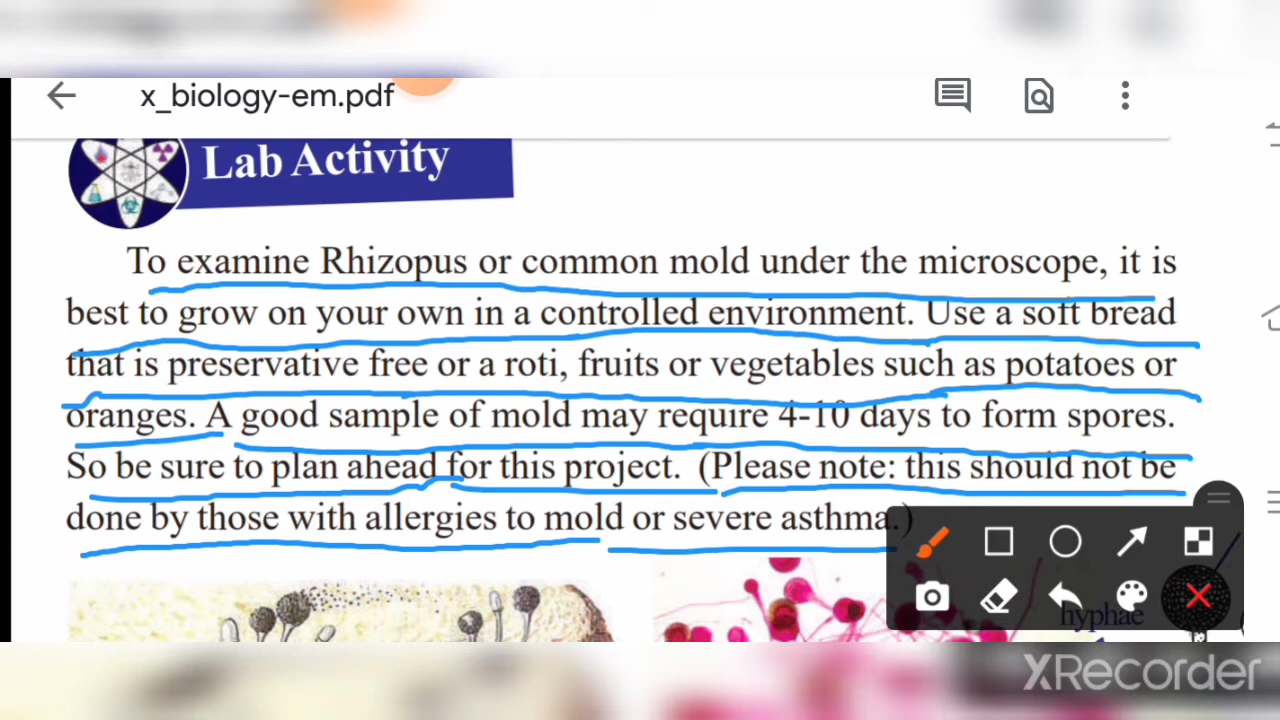 x_biology-em.pdf
Lab Activity
To examine Rhizopus or common mold under the microscope, it is
best to grow on your own in a controlled environment. Use a soft bread
that is preservative free or a roti, fruits or vegetables such as potatoes or
oranges. A good sample of mold may require 4-10 days to form spores.
So be sure to plan ahead for this project. (Please note: this should not be
done by those with allergies to mold or severe asthma.)
hyphae
XRecorder